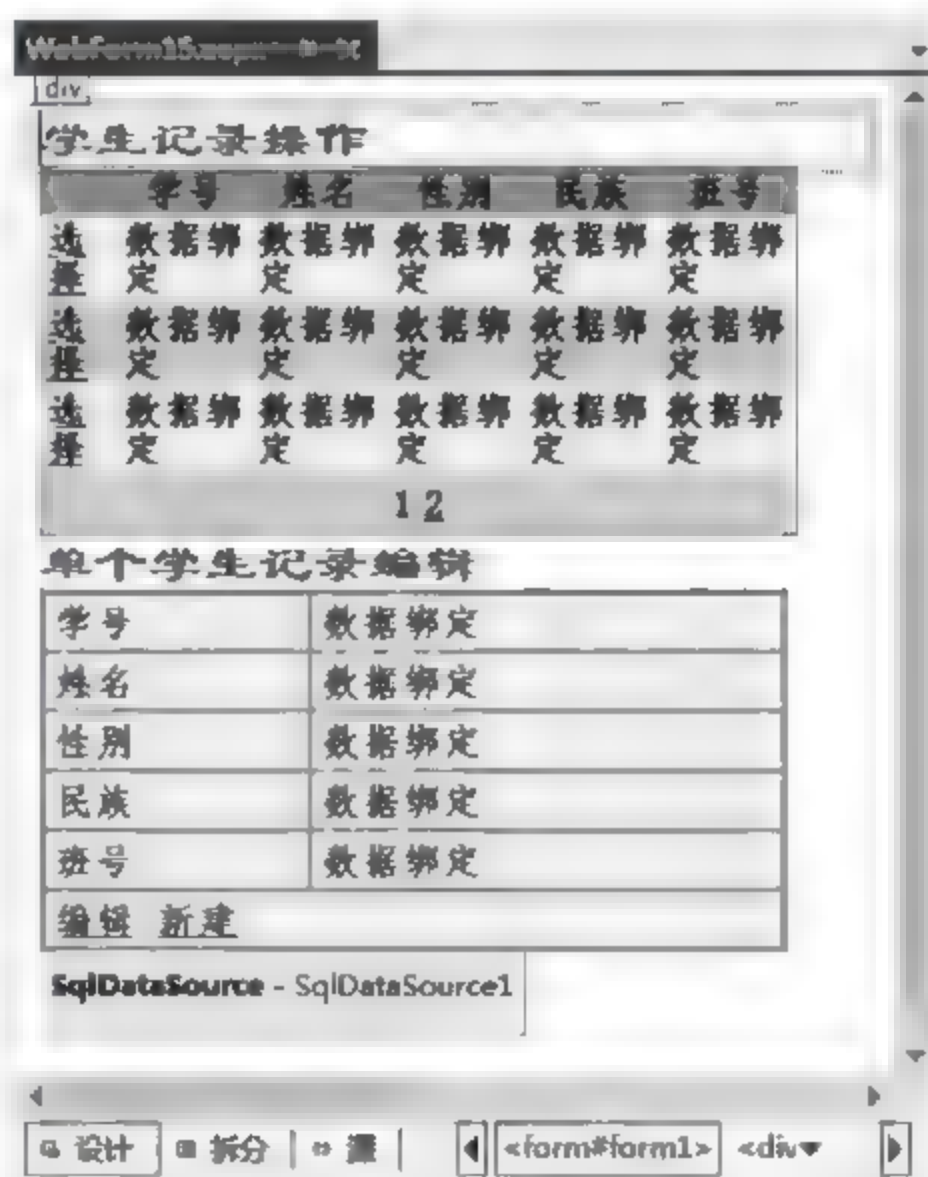 WebForm15.aspx
div
学生记录操作
学号 姓名 性别 民族 班号
选择 数据绑定 数据绑定 数据绑定 数据绑定 数据绑定
选择 数据绑定 数据绑定 数据绑定 数据绑定 数据绑定
选择 数据绑定 数据绑定 数据绑定 数据绑定 数据绑定
1 2
单个学生记录编辑
学号 数据绑定
姓名 数据绑定
性别 数据绑定
民族 数据绑定
班号 数据绑定
编辑 新建
SqlDataSource - SqlDataSource1
设计 拆分 源 <form#form1> <div